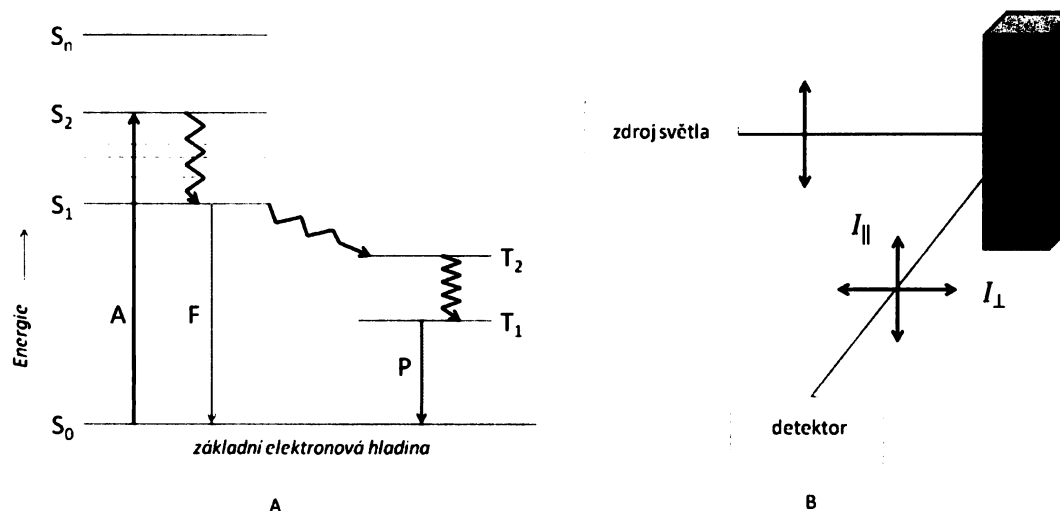 Sn
S2
S1
T2
T1
S0
Energie
A
F
P
základní elektronová hladina
A
zdroj světla
I∥
I⊥
detektor
B